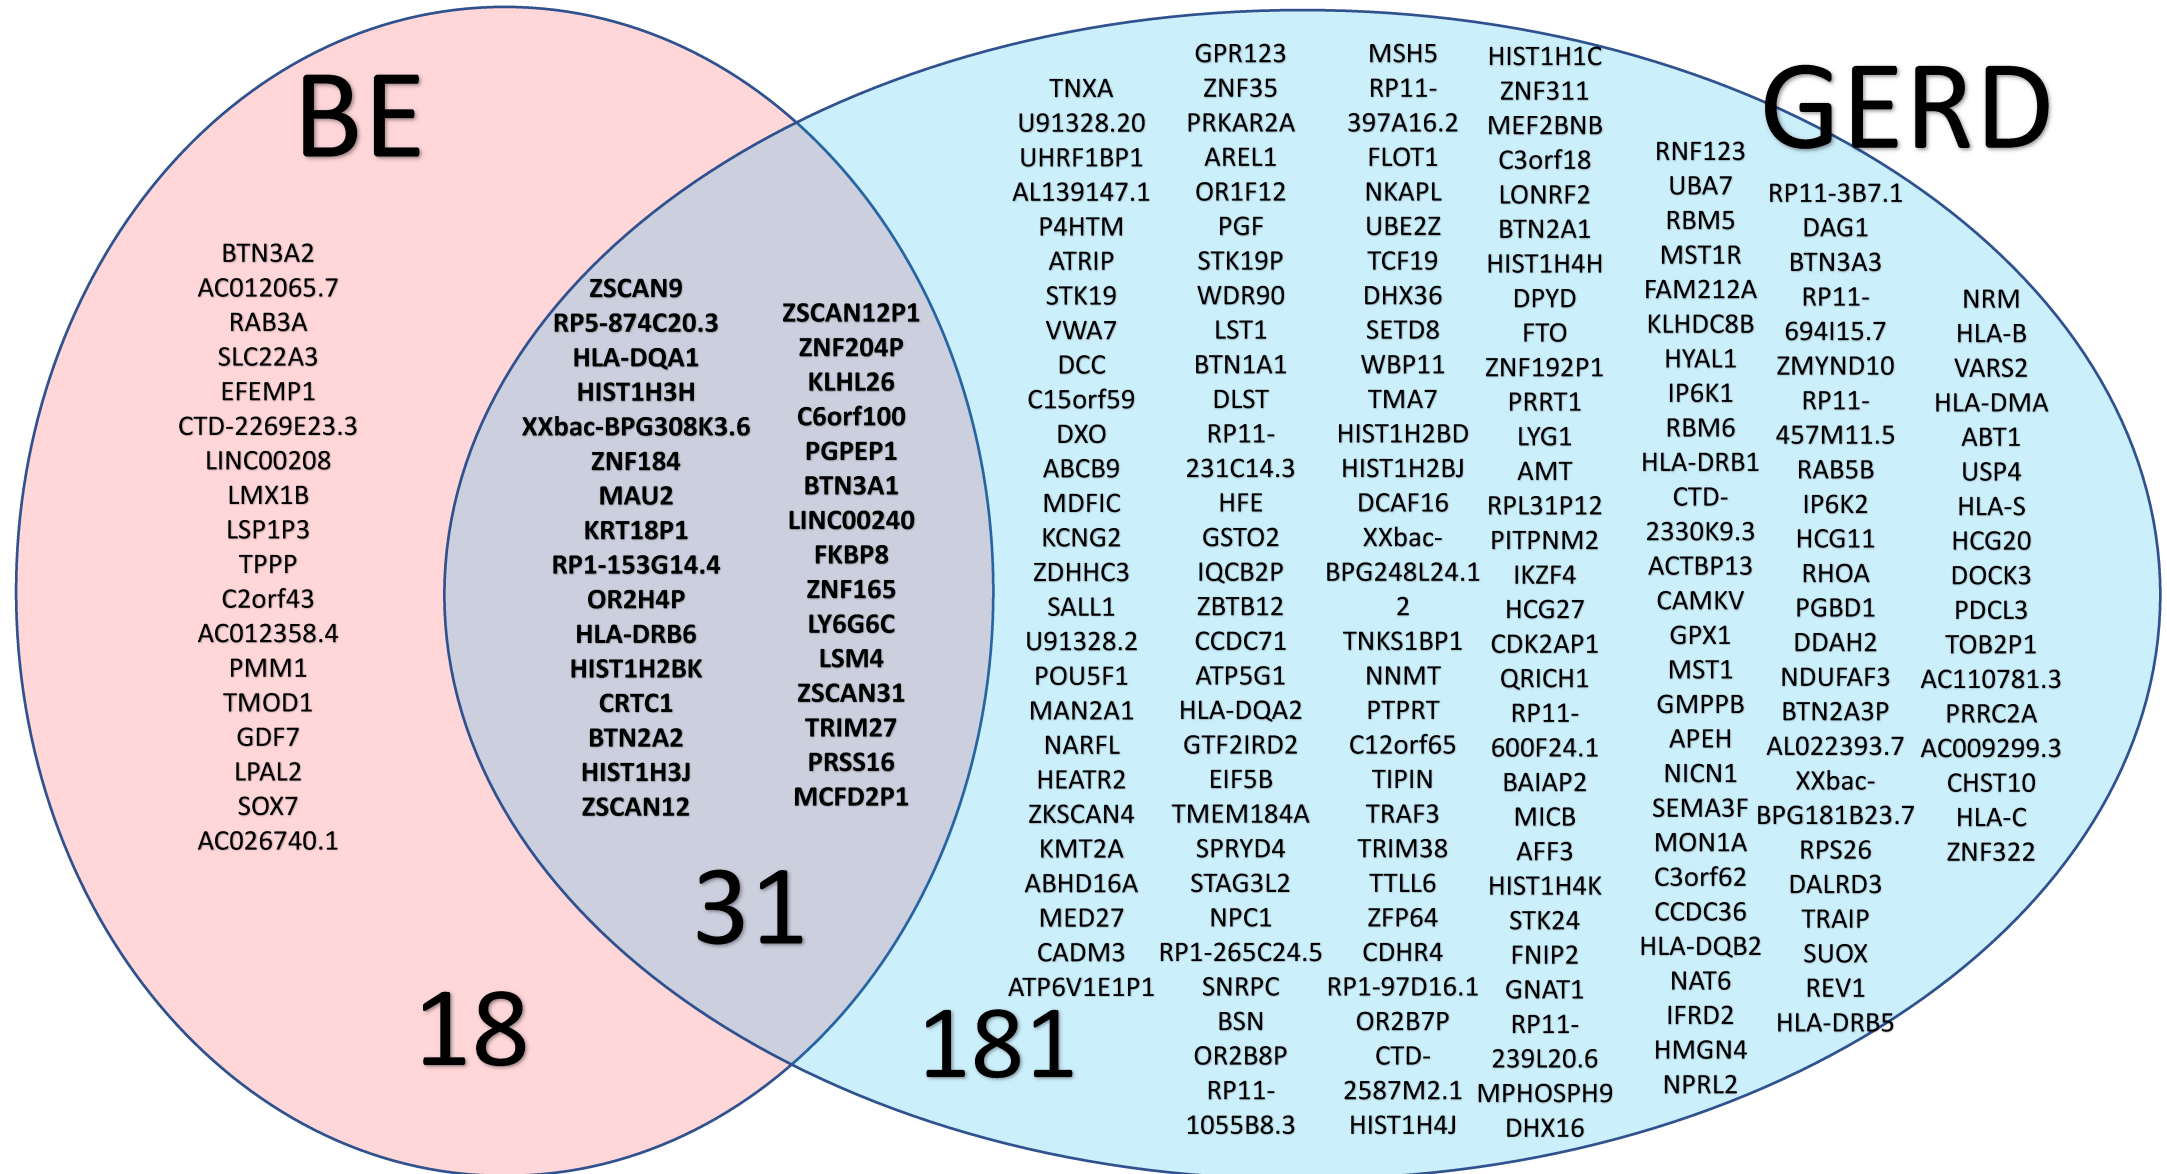 BE
GERD
BTN3A2
AC012065.7
RAB3A
SLC22A3
EFEMP1
CTD-2269E23.3
LINC00208
LMX1B
LSP1P3
TPPP
C2orf43
AC012358.4
PMM1
TMOD1
GDF7
LPAL2
SOX7
AC026740.1
18
ZSCAN9
RP5-874C20.3
HLA-DQA1
HIST1H3H
XXbac-BPG308K3.6
ZNF184
MAU2
KRT18P1
RP1-153G14.4
OR2H4P
HLA-DRB6
HIST1H2BK
CRTC1
BTN2A2
HIST1H3J
ZSCAN12
ZSCAN12P1
ZNF204P
KLHL26
C6orf100
PGPEP1
BTN3A1
LINC00240
FKBP8
ZNF165
LY6G6C
LSM4
ZSCAN31
TRIM27
PRSS16
MCFD2P1
31
TNXA
U91328.20
UHRF1BP1
AL139147.1
P4HTM
ATRIP
STK19
VWA7
DCC
C15orf59
DXO
ABCB9
MDFIC
KCNG2
ZDHHC3
SALL1
U91328.2
POU5F1
MAN2A1
NARFL
HEATR2
ZKSCAN4
KMT2A
ABHD16A
MED27
CADM3
ATP6V1E1P1
181
GPR123
ZNF35
PRKAR2A
AREL1
OR1F12
PGF
STK19P
WDR90
LST1
BTN1A1
DLST
RP11-
231C14.3
HFE
GSTO2
IQCB2P
ZBTB12
CCDC71
ATP5G1
HLA-DQA2
GTF2IRD2
EIF5B
TMEM184A
SPRYD4
STAG3L2
NPC1
RP1-265C24.5
SNRPC
BSN
OR2B8P
RP11-
1055B8.3
MSH5
RP11-
397A16.2
FLOT1
NKAPL
UBE2Z
TCF19
DHX36
SETD8
WBP11
TMA7
HIST1H2BD
HIST1H2BJ
DCAF16
XXbac-
BPG248L24.1
2
TNKS1BP1
NNMT
PTPRT
C12orf65
TIPIN
TRAF3
TRIM38
TTLL6
ZFP64
CDHR4
RP1-97D16.1
OR2B7P
CTD-
2587M2.1
HIST1H4J
HIST1H1C
ZNF311
MEF2BNB
C3orf18
LONRF2
BTN2A1
HIST1H4H
DPYD
FTO
ZNF192P1
PRRT1
LYG1
AMT
RPL31P12
PITPNM2
IKZF4
HCG27
CDK2AP1
QRICH1
RP11-
600F24.1
BAIAP2
MICB
AFF3
HIST1H4K
STK24
FNIP2
GNAT1
RP11-
239L20.6
MPHOSPH9
DHX16
RNF123
UBA7
RBM5
MST1R
FAM212A
KLHDC8B
HYAL1
IP6K1
RBM6
HLA-DRB1
CTD-
2330K9.3
ACTBP13
CAMKV
GPX1
MST1
GMPPB
APEH
NICN1
SEMA3F
MON1A
C3orf62
CCDC36
HLA-DQB2
NAT6
IFRD2
HMGN4
NPRL2
RP11-3B7.1
DAG1
BTN3A3
RP11-
694I15.7
ZMYND10
RP11-
457M11.5
RAB5B
IP6K2
HCG11
RHOA
PGBD1
DDAH2
NDUFAF3
BTN2A3P
AL022393.7
XXbac-
BPG181B23.7
RPS26
DALRD3
TRAIP
SUOX
REV1
HLA-DRB5
NRM
HLA-B
VARS2
HLA-DMA
ABT1
USP4
HLA-S
HCG20
DOCK3
PDCL3
TOB2P1
AC110781.3
PRRC2A
AC009299.3
CHST10
HLA-C
ZNF322